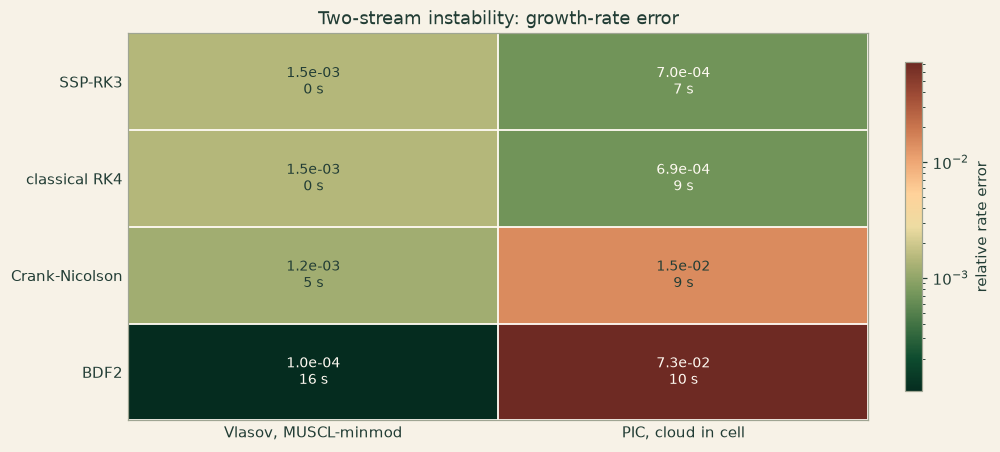 Two-stream instability: growth-rate error
SSP-RK3
1.5e-03
0 s
7.0e-04
7 s
classical RK4
1.5e-03
0 s
6.9e-04
9 s
Crank-Nicolson
1.2e-03
5 s
1.5e-02
9 s
BDF2
1.0e-04
16 s
7.3e-02
10 s
Vlasov, MUSCL-minmod
PIC, cloud in cell
10⁻²
10⁻³
relative rate error